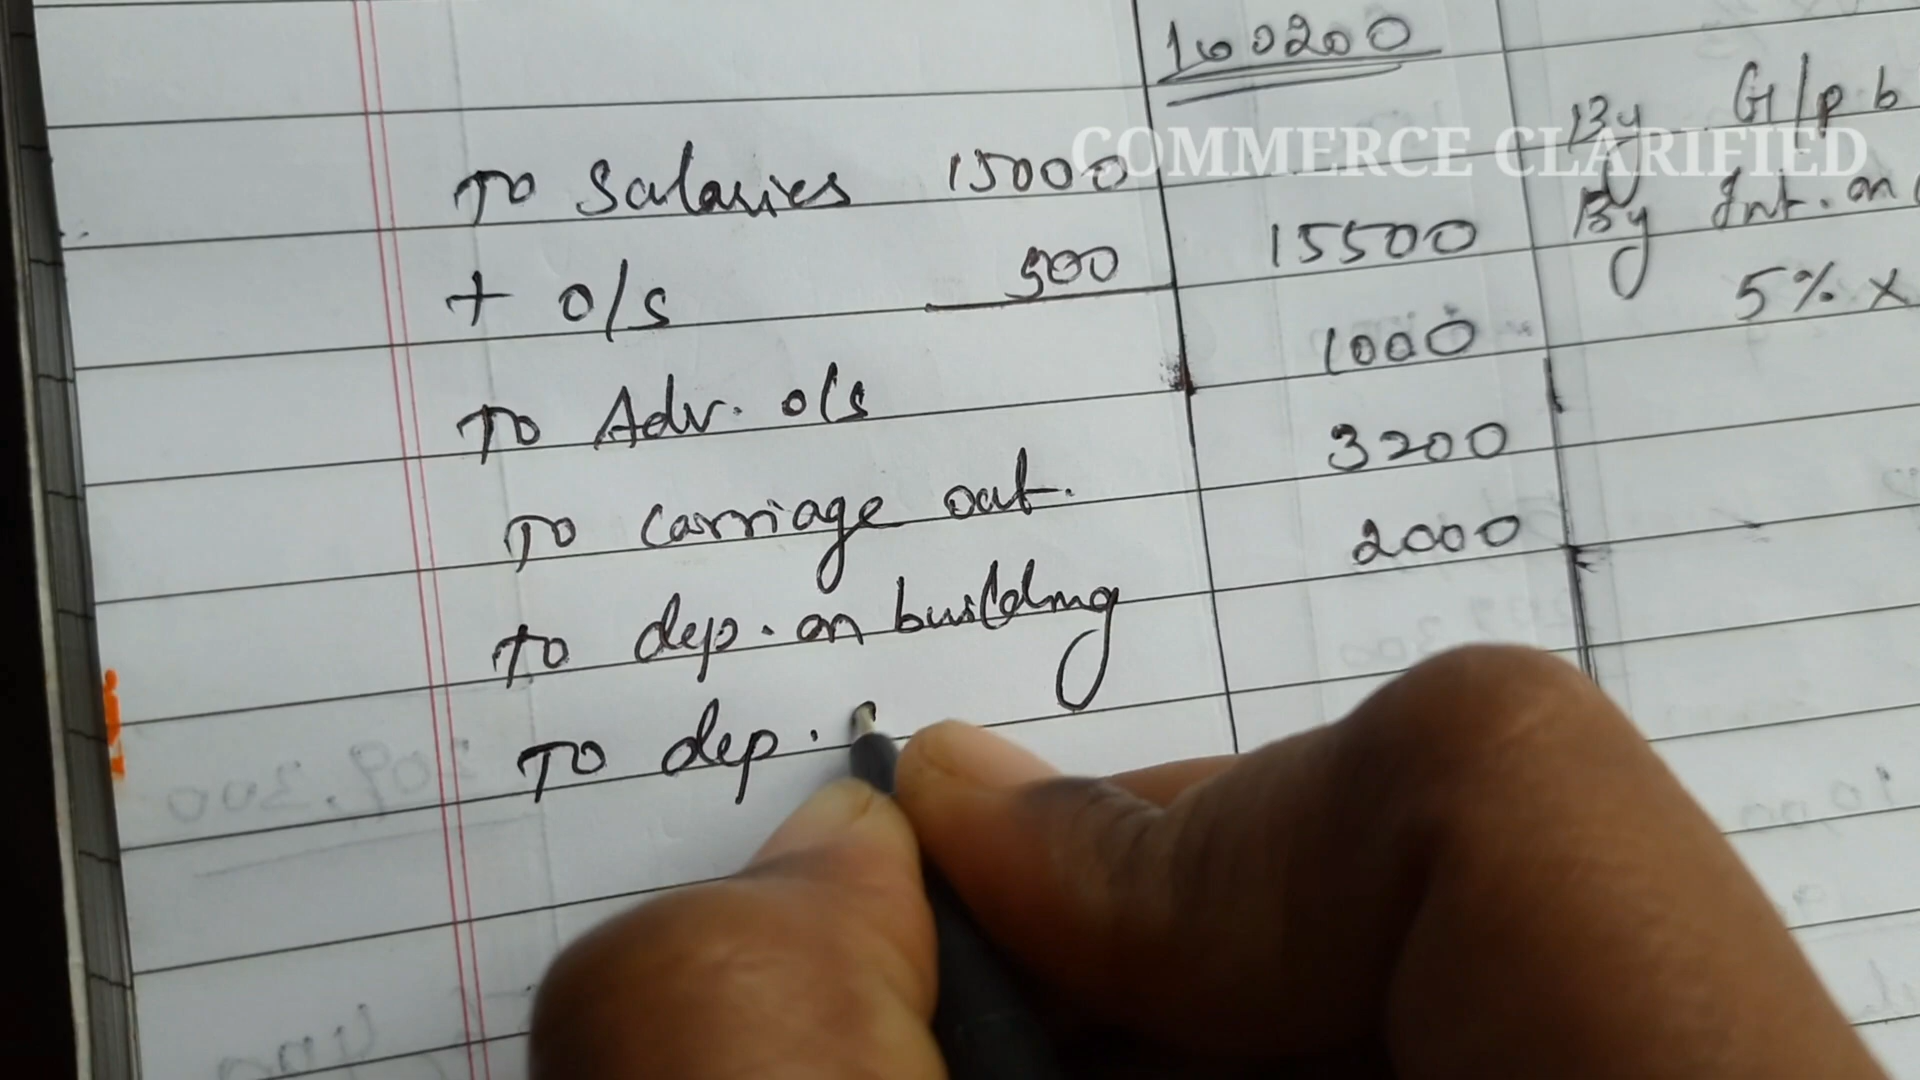 160200
By G/p b
COMMERCE CLARIFIED
To Salaries 15000
By Int. on
+ o/s 500 15500
5% x
To Adv. o/s 1000
To carriage out. 3200
to dep. on building 2000
To dep.